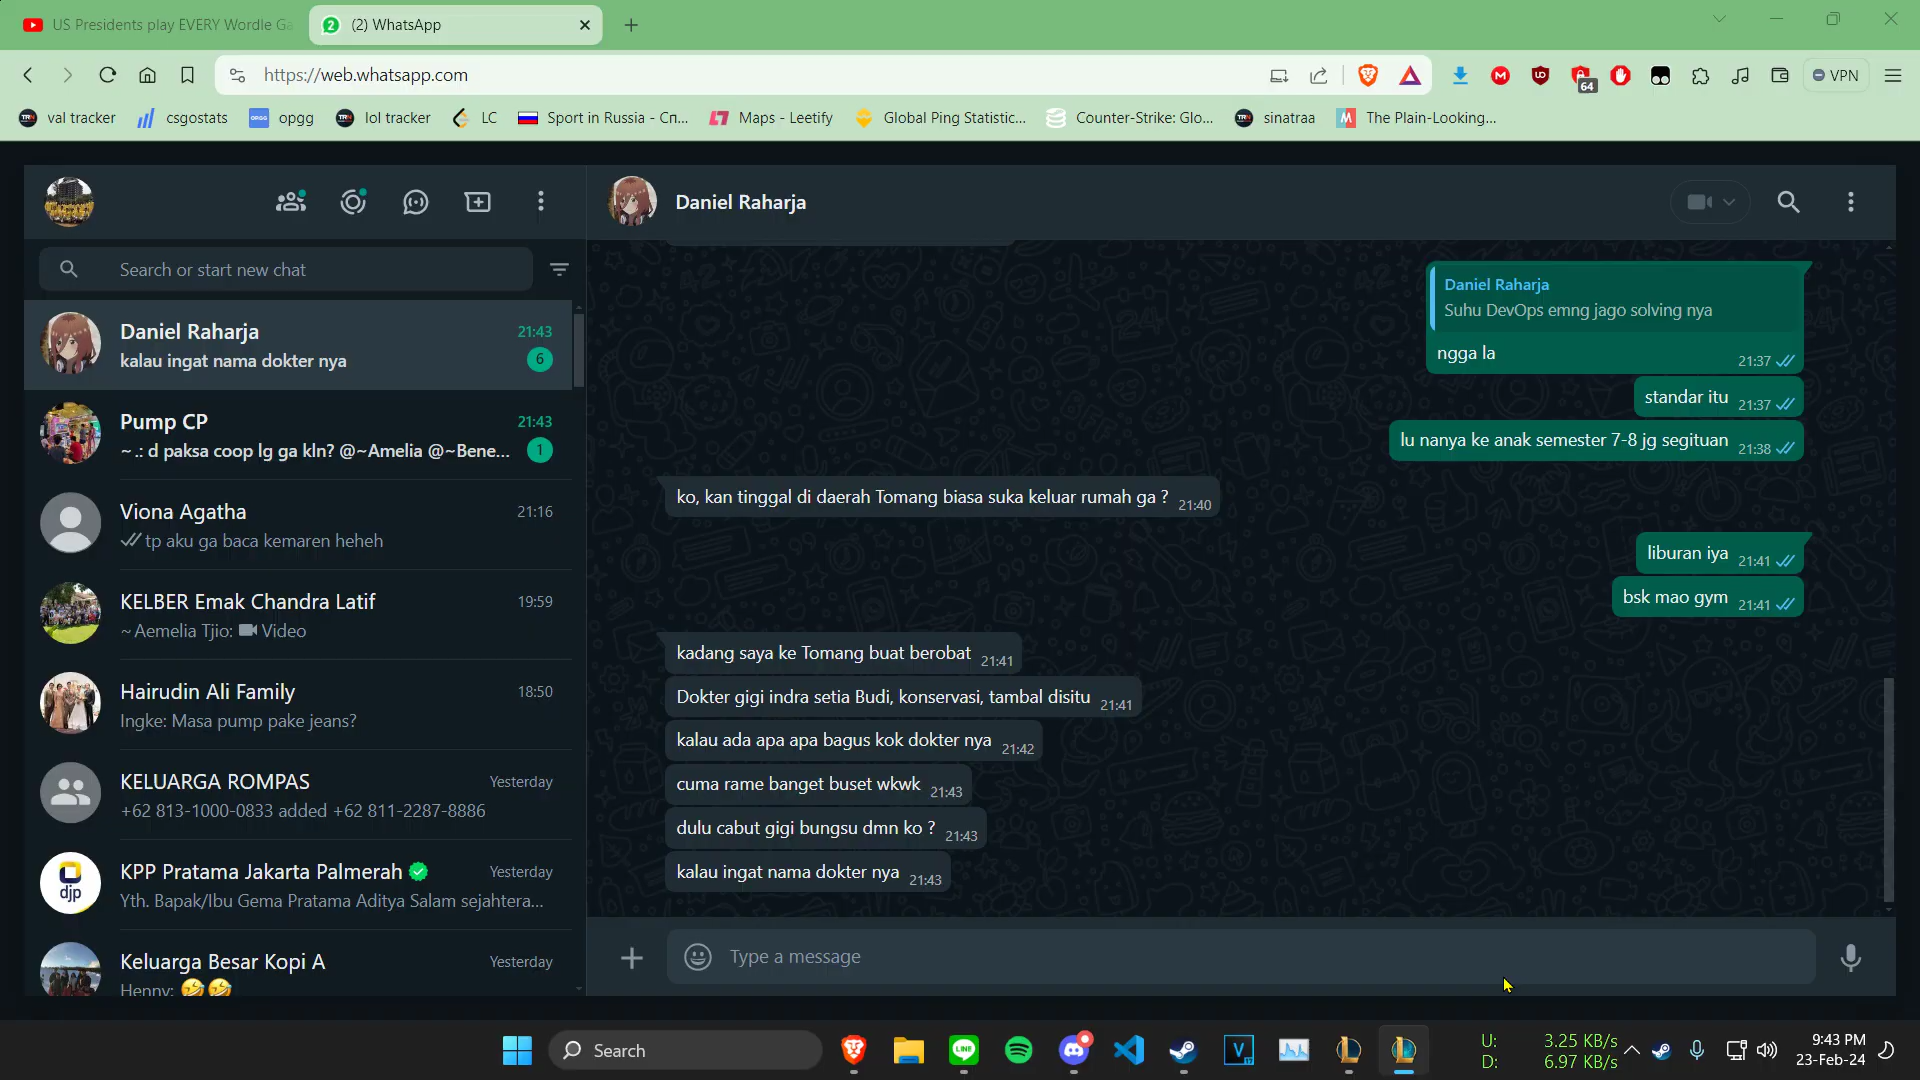 US Presidents play EVERY Wordle Ga
2
(2) WhatsApp
https://web.whatsapp.com
64
VPN
val tracker
csgostats
opgg
lol tracker
LC
Sport in Russia - Сп...
Maps - Leetify
Global Ping Statistic...
Counter-Strike: Glo...
sinatraa
The Plain-Looking...
Search or start new chat
Daniel Raharja
21:43
kalau ingat nama dokter nya
6
Pump CP
21:43
~ .: d paksa coop lg ga kln? @~Amelia @~Bene...
1
Viona Agatha
21:16
tp aku ga baca kemaren heheh
KELBER Emak Chandra Latif
19:59
~ Aemelia Tjio: Video
Hairudin Ali Family
18:50
Ingke: Masa pump pake jeans?
KELUARGA ROMPAS
Yesterday
+62 813-1000-0833 added +62 811-2287-8886
djp
KPP Pratama Jakarta Palmerah
Yesterday
Yth. Bapak/Ibu Gema Pratama Aditya Salam sejahtera...
Keluarga Besar Kopi A
Yesterday
Henny: 🤣🤣
Daniel Raharja
Daniel Raharja
Suhu DevOps emng jago solving nya
ngga la
21:37
standar itu
21:37
lu nanya ke anak semester 7-8 jg segituan
21:38
ko, kan tinggal di daerah Tomang biasa suka keluar rumah ga ?
21:40
liburan iya
21:41
bsk mao gym
21:41
kadang saya ke Tomang buat berobat
21:41
Dokter gigi indra setia Budi, konservasi, tambal disitu
21:41
kalau ada apa apa bagus kok dokter nya
21:42
cuma rame banget buset wkwk
21:43
dulu cabut gigi bungsu dmn ko ?
21:43
kalau ingat nama dokter nya
21:43
Type a message
Search
U: 3.25 KB/s
D: 6.97 KB/s
9:43 PM
23-Feb-24